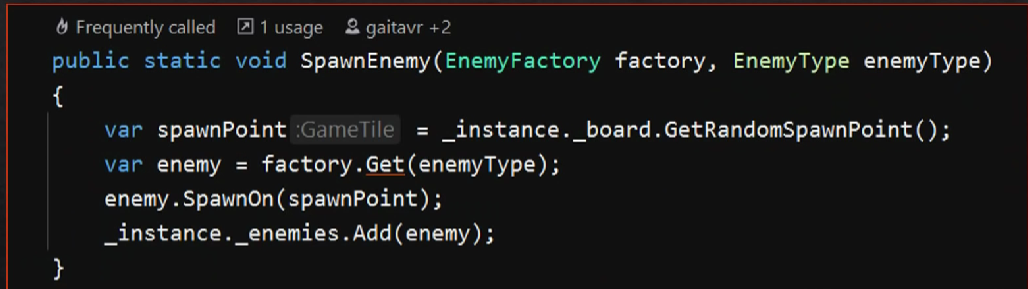 Frequently called 1 usage gaitavr +2
public static void SpawnEnemy(EnemyFactory factory, EnemyType enemyType)
{
var spawnPoint :GameTile = _instance._board.GetRandomSpawnPoint();
var enemy = factory.Get(enemyType);
enemy.SpawnOn(spawnPoint);
_instance._enemies.Add(enemy);
}